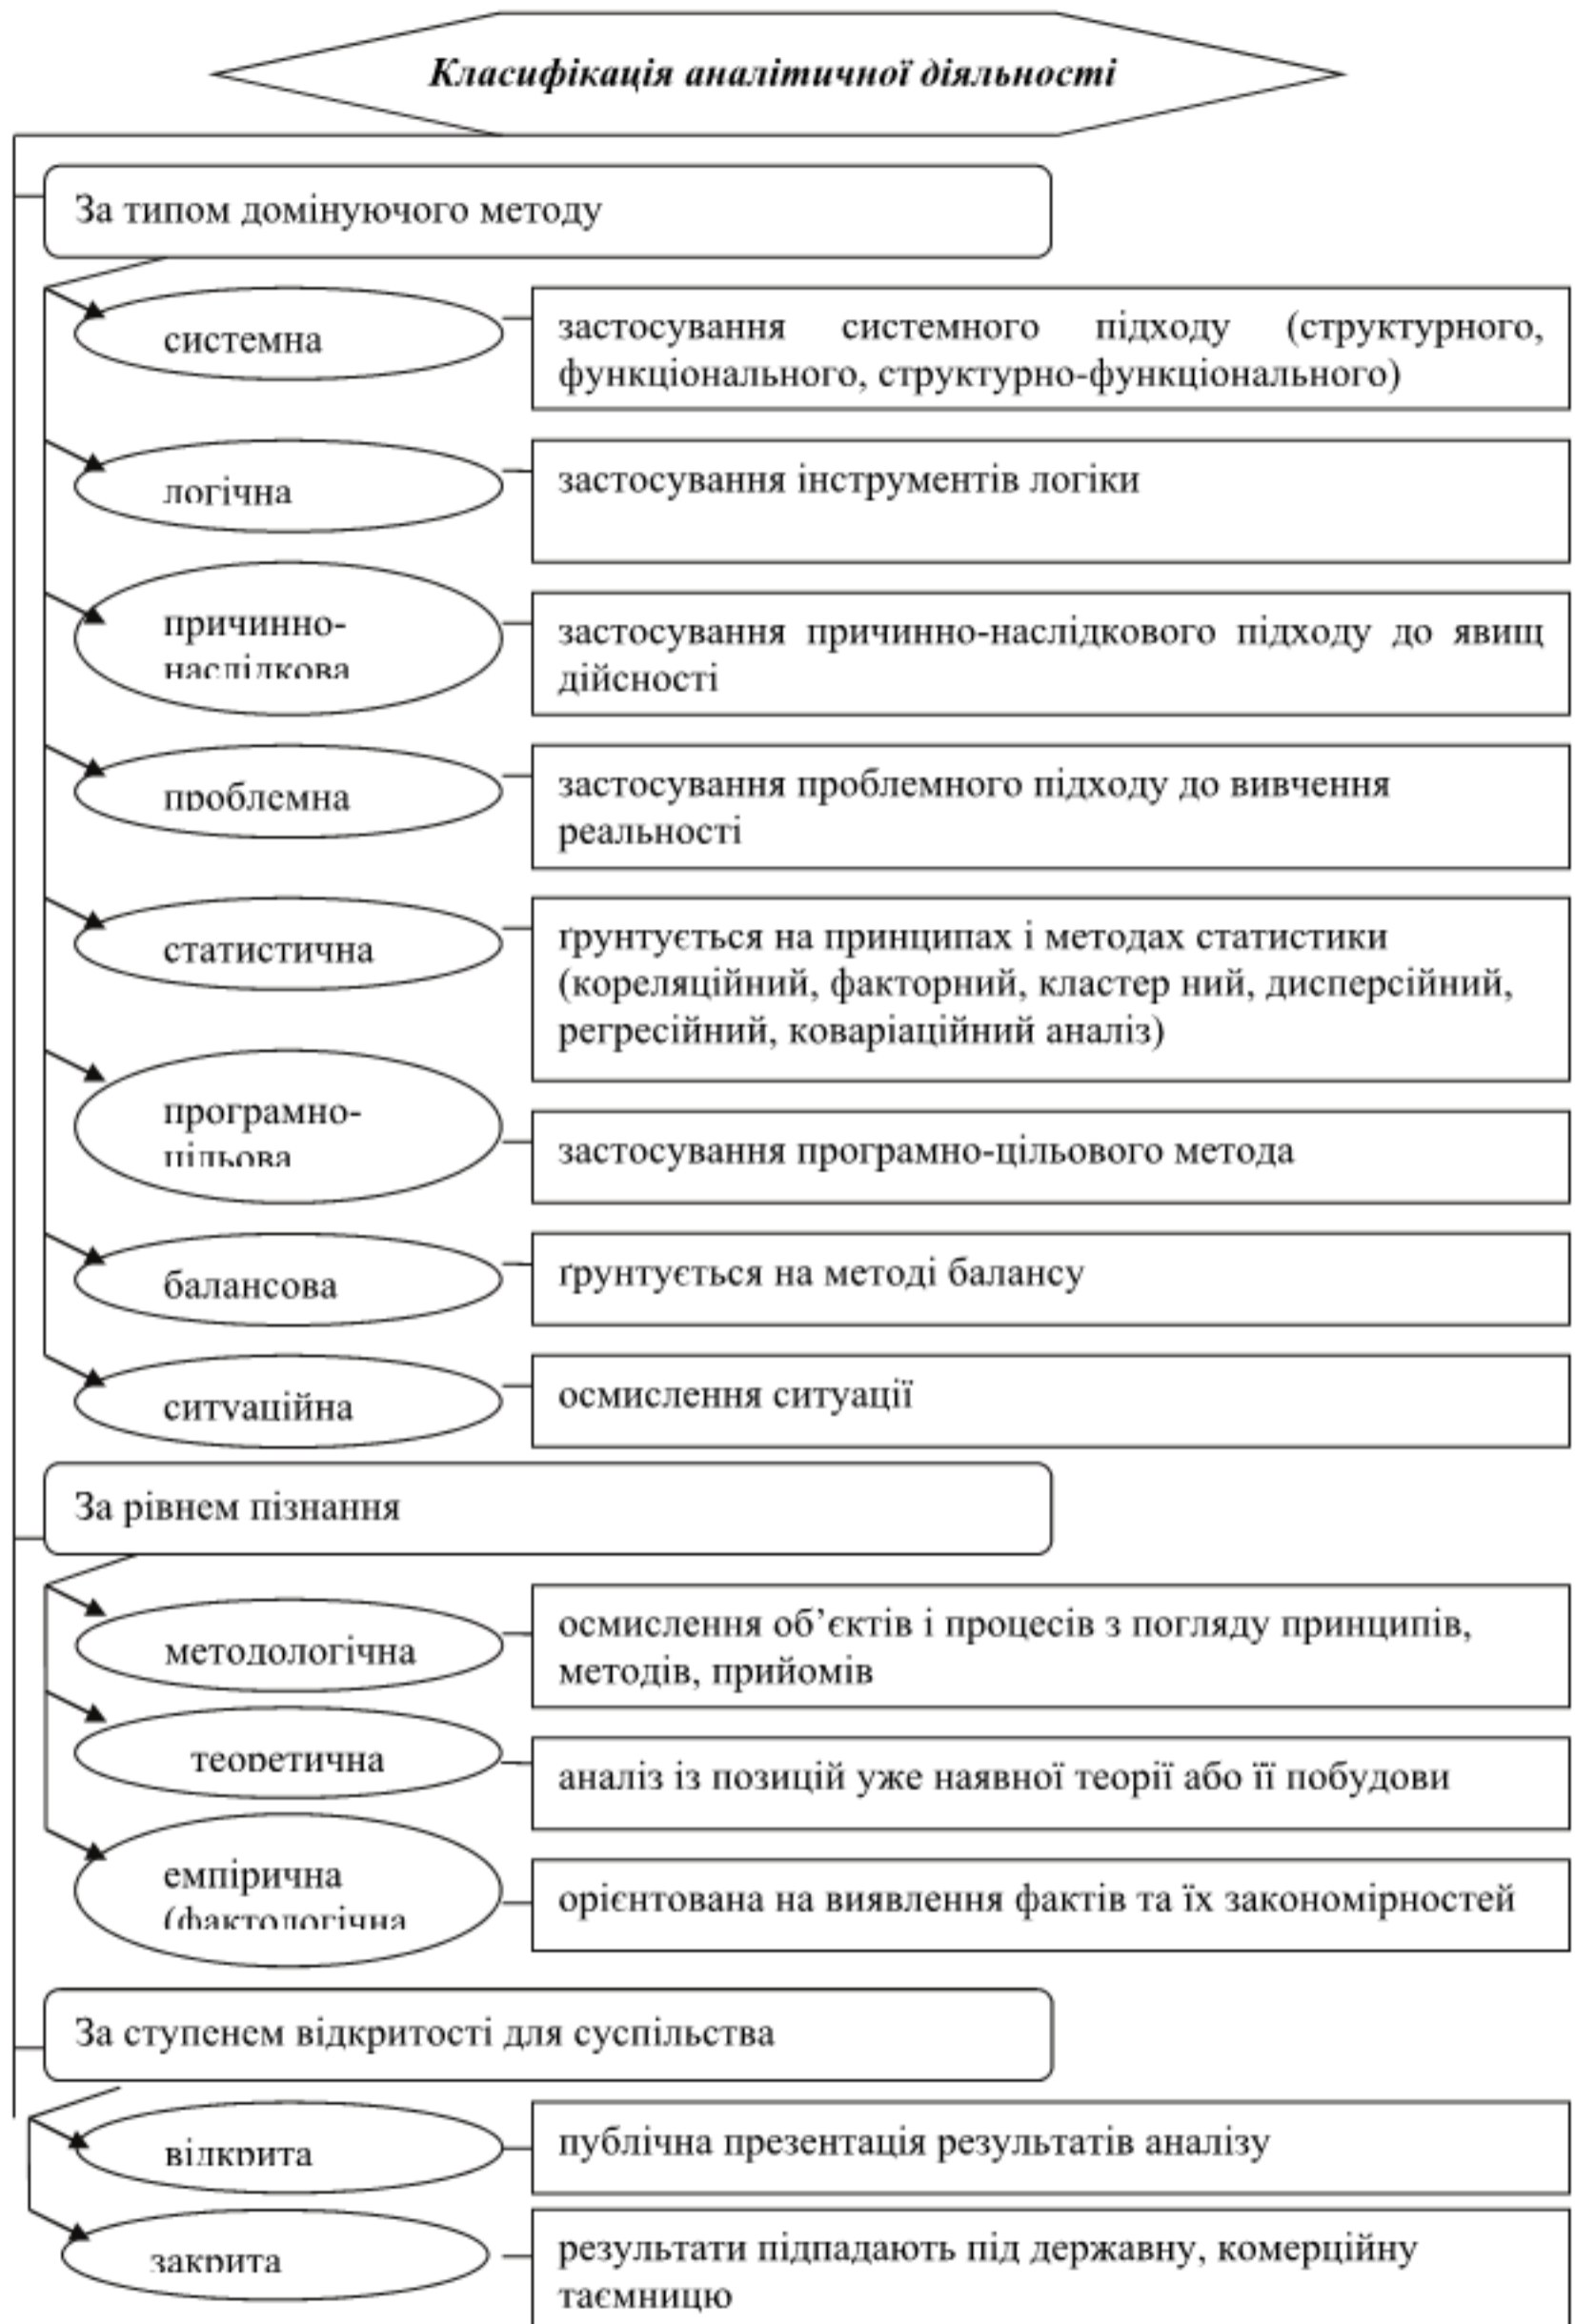 Класифікація аналітичної діяльності
За типом домінуючого методу
системна
застосування системного підходу (структурного,
функціонального, структурно-функціонального)
логічна
застосування інструментів логіки
причинно-
наслідкова
застосування причинно-наслідкового підходу до явищ
дійсності
проблемна
застосування проблемного підходу до вивчення
реальності
статистична
ґрунтується на принципах і методах статистики
(кореляційний, факторний, кластер ний, дисперсійний,
регресійний, коваріаційний аналіз)
програмно-
цільова
застосування програмно-цільового метода
балансова
ґрунтується на методі балансу
ситуаційна
осмислення ситуації
За рівнем пізнання
методологічна
осмислення об’єктів і процесів з погляду принципів,
методів, прийомів
теоретична
аналіз із позицій уже наявної теорії або її побудови
емпірична
(фактологічна
орієнтована на виявлення фактів та їх закономірностей
За ступенем відкритості для суспільства
відкрита
публічна презентація результатів аналізу
закрита
результати підпадають під державну, комерційну
таємницю